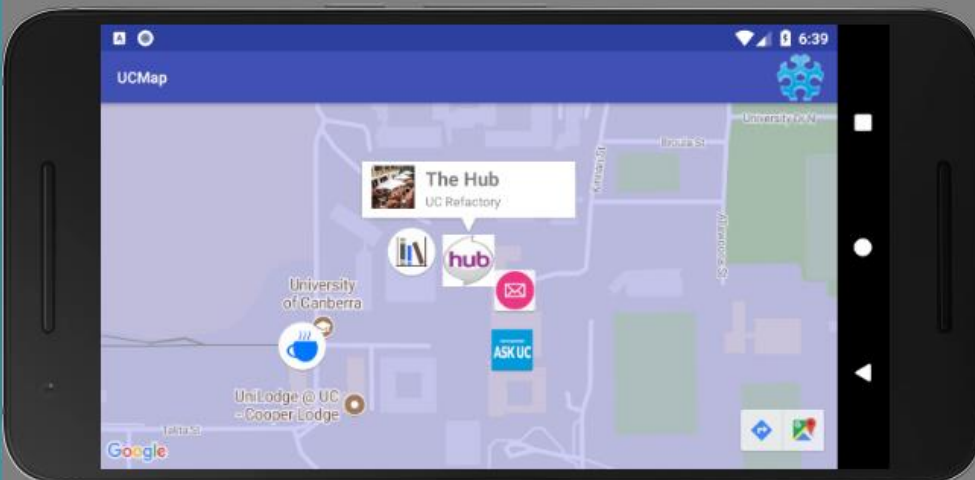 6:39
UCMap
University Dr N
Kirinari St
The Hub
UC Refactory
hub
University
of Canberra
ASK UC
UniLodge @ UC
- Cooper Lodge
Google